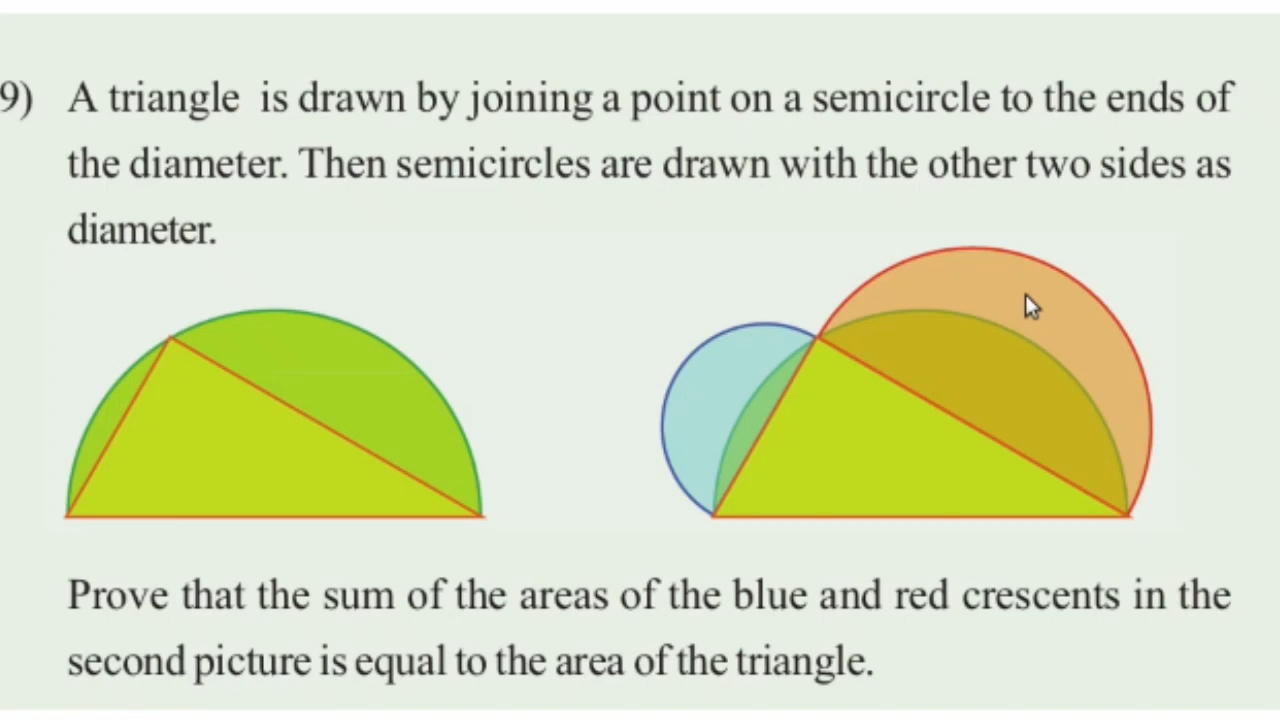 9) A triangle is drawn by joining a point on a semicircle to the ends of
the diameter. Then semicircles are drawn with the other two sides as
diameter.
Prove that the sum of the areas of the blue and red crescents in the
second picture is equal to the area of the triangle.